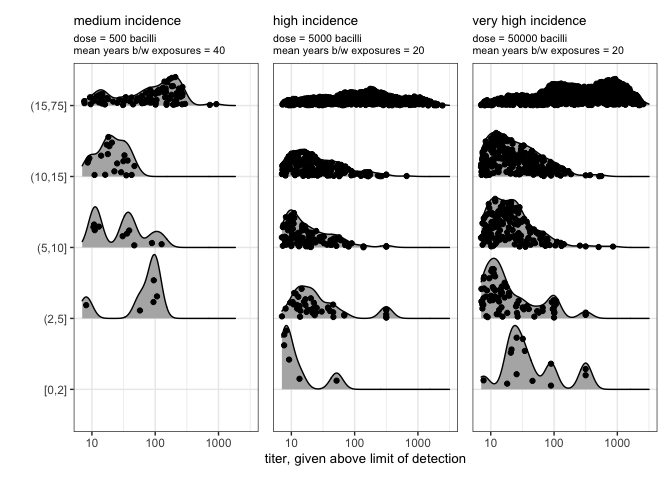 medium incidence
dose = 500 bacilli
mean years b/w exposures = 40
high incidence
dose = 5000 bacilli
mean years b/w exposures = 20
very high incidence
dose = 50000 bacilli
mean years b/w exposures = 20
(15,75]
(10,15]
(5,10]
(2,5]
[0,2]
10 100 1000
10 100 1000
10 100 1000
titer, given above limit of detection